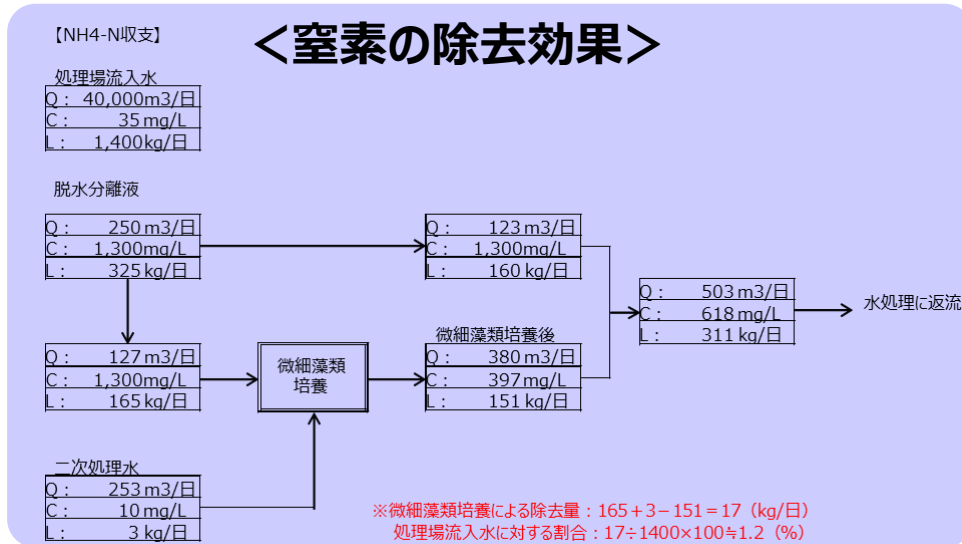 【NH4-N収支】
＜窒素の除去効果＞
処理場流入水
Q： 40,000m3/日
C： 35mg/L
L： 1,400kg/日
脱水分離液
Q： 250m3/日
C： 1,300mg/L
L： 325kg/日
Q： 123m3/日
C： 1,300mg/L
L： 160kg/日
Q： 503m3/日
C： 618mg/L
L： 311kg/日
水処理に返流
Q： 127m3/日
C： 1,300mg/L
L： 165kg/日
微細藻類
培養
微細藻類培養後
Q： 380m3/日
C： 397mg/L
L： 151kg/日
二次処理水
Q： 253m3/日
C： 10mg/L
L： 3kg/日
※微細藻類培養による除去量：165＋3－151＝17（kg/日）
処理場流入水に対する割合：17÷1400×100≒1.2（%）